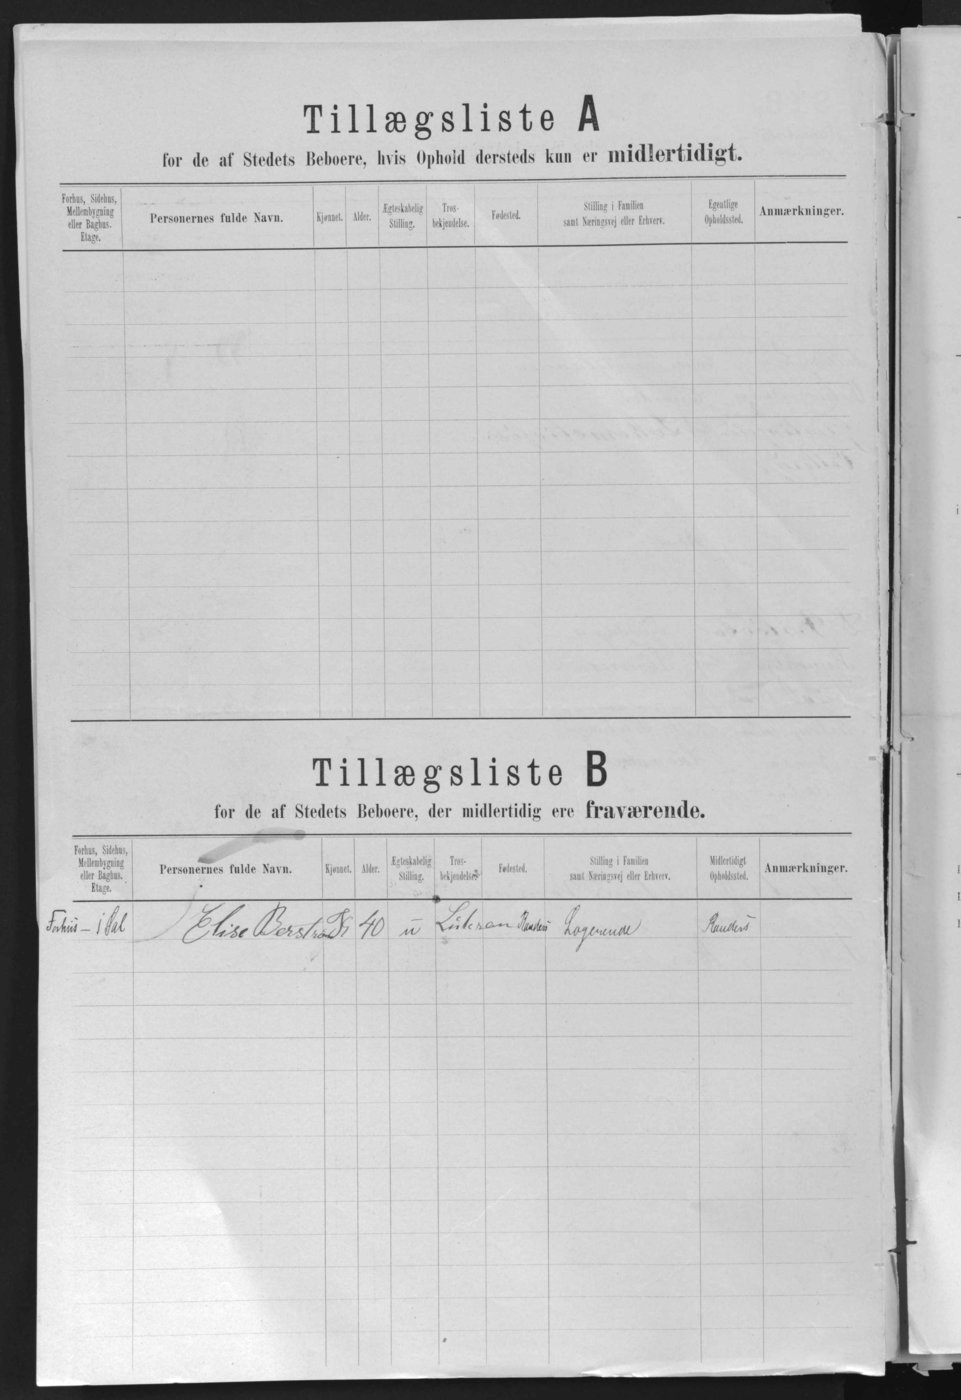 Tillægsliste A
for de af Stedets Beboere, hvis Ophold dersteds kun er midlertidigt.
Forhus, Sidehus, Mellembygning eller Baghus. Etage.
Personernes fulde Navn.
Kjønnet.
Alder.
Ægteskabelig Stilling.
Tros-bekjendelse.
Fødested.
Stilling i Familien samt Næringsvej eller Erhverv.
Egentlige Opholdssted.
Anmærkninger.
Tillægsliste B
for de af Stedets Beboere, der midlertidig ere fraværende.
Forhus, Sidehus, Mellembygning eller Baghus. Etage.
Personernes fulde Navn.
Kjønnet.
Alder.
Ægteskabelig Stilling.
Tros-bekjendelse.
Fødested.
Stilling i Familien samt Næringsvej eller Erhverv.
Midlertidigt Opholdssted.
Anmærkninger.
Forhus – 1 Sal Elise K 40 u Luteran Randers Logerende Randers